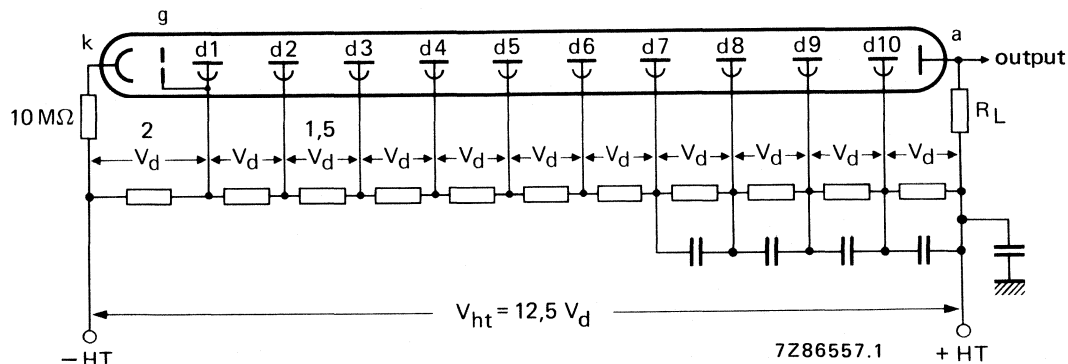 g
k
d1 d2 d3 d4 d5 d6 d7 d8 d9 d10
a
output
10 MΩ
R_L
2 1,5
V_d V_d V_d V_d V_d V_d V_d V_d V_d V_d V_d
V_ht = 12,5 V_d
7Z86557.1
– HT
+ HT